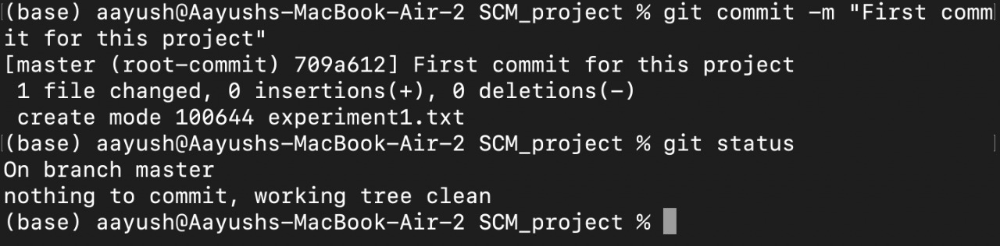 (base) aayush@Aayushs-MacBook-Air-2 SCM_project % git commit -m "First comm
it for this project"
[master (root-commit) 709a612] First commit for this project
 1 file changed, 0 insertions(+), 0 deletions(-)
 create mode 100644 experiment1.txt
(base) aayush@Aayushs-MacBook-Air-2 SCM_project % git status
On branch master
nothing to commit, working tree clean
(base) aayush@Aayushs-MacBook-Air-2 SCM_project %